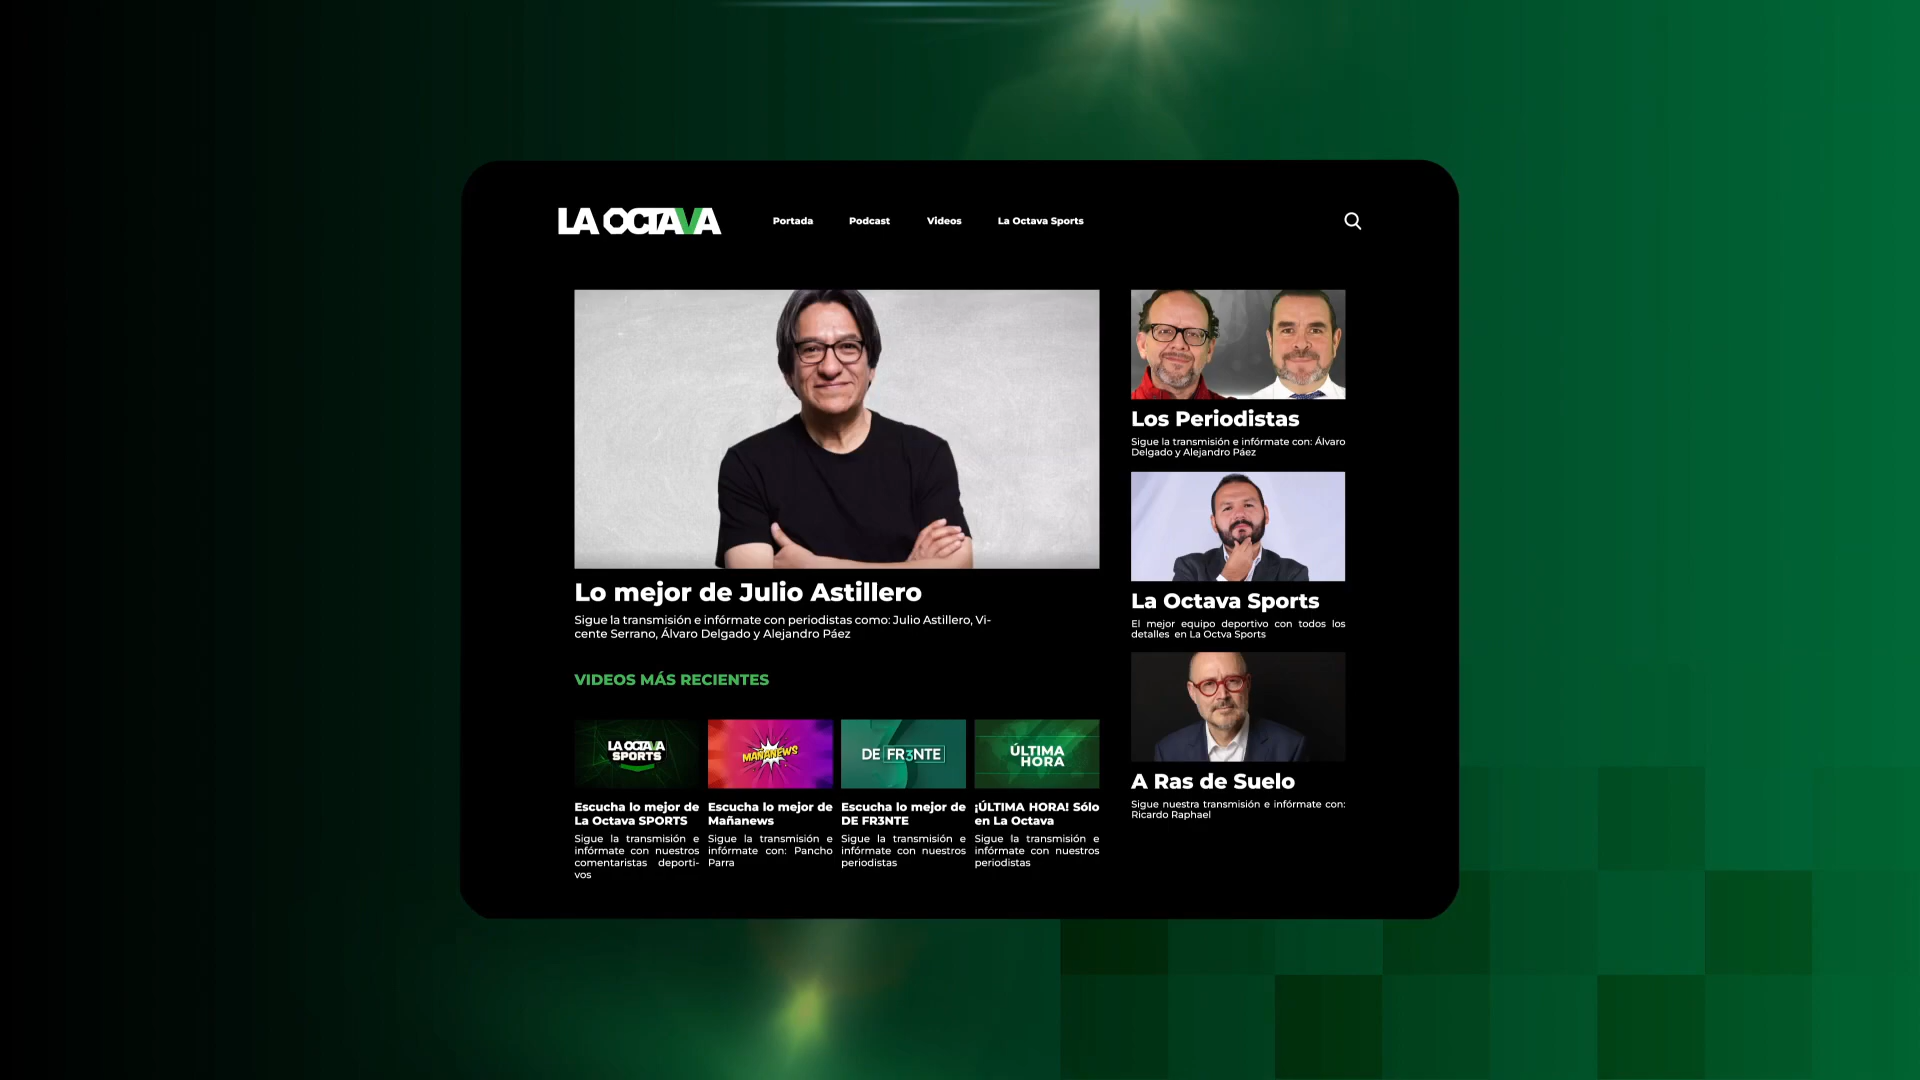 LA OCTAVA
Portada
Podcast
Videos
La Octava Sports
Lo mejor de Julio Astillero
Sigue la transmisión e infórmate con periodistas como: Julio Astillero, Vi-
cente Serrano, Álvaro Delgado y Alejandro Páez
VIDEOS MÁS RECIENTES
LA OCTAVA
SPORTS
Escucha lo mejor de
La Octava SPORTS
Sigue la transmisión e
infórmate con nuestros
comentaristas deporti-
vos
MAÑANEWS
Escucha lo mejor de
Mañanews
Sigue la transmisión e
infórmate con: Pancho
Parra
DE FR3NTE
Escucha lo mejor de
DE FR3NTE
Sigue la transmisión e
infórmate con nuestros
periodistas
ÚLTIMA
HORA
¡ÚLTIMA HORA! Sólo
en La Octava
Sigue la transmisión e
infórmate con nuestros
periodistas
Los Periodistas
Sigue la transmisión e infórmate con: Álvaro
Delgado y Alejandro Páez
La Octava Sports
El mejor equipo deportivo con todos los
detalles en La Octva Sports
A Ras de Suelo
Sigue nuestra transmisión e infórmate con:
Ricardo Raphael